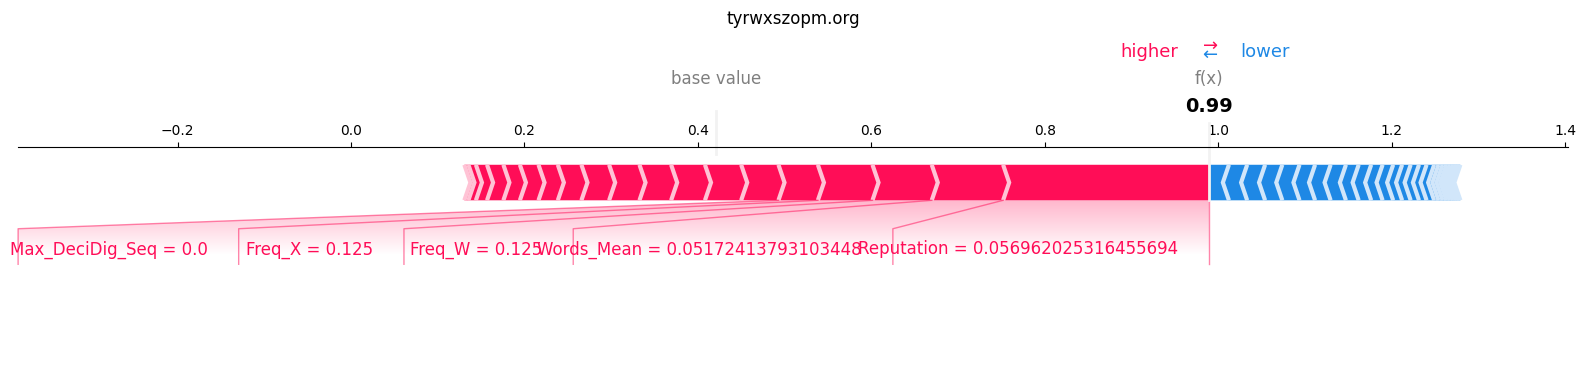 tyrwxszopm.org
higher ⇄ lower
base value f(x)
0.99
−0.2 0.0 0.2 0.4 0.6 0.8 1.0 1.2 1.4
Max_DeciDig_Seq = 0.0 Freq_X = 0.125 Freq_W = 0.125 Words_Mean = 0.05172413793103448 Reputation = 0.056962025316455694